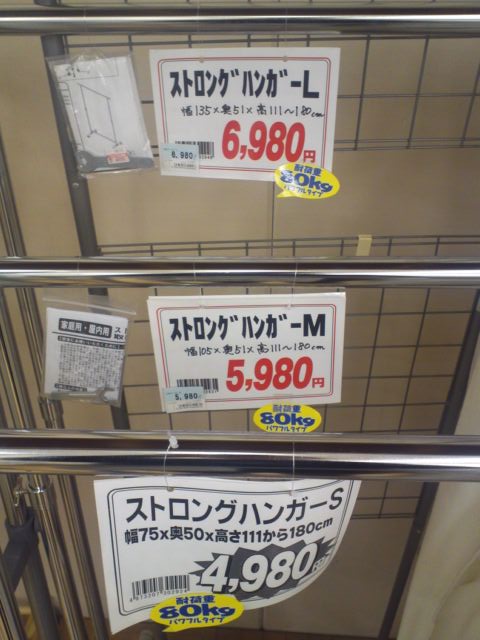 ストロングハンガーL
幅135×奥51×高111〜180cm
6,980円
6,980
耐荷重
80kg
パワフルタイプ
家庭用・屋内用
ストロングハンガーM
幅105×奥51×高111〜180cm
5,980円
5,980
耐荷重
80kg
パワフルタイプ
ストロングハンガーS
幅75x奥50x高さ111から180cm
4,980円
耐荷重
80kg
パワフルタイプ